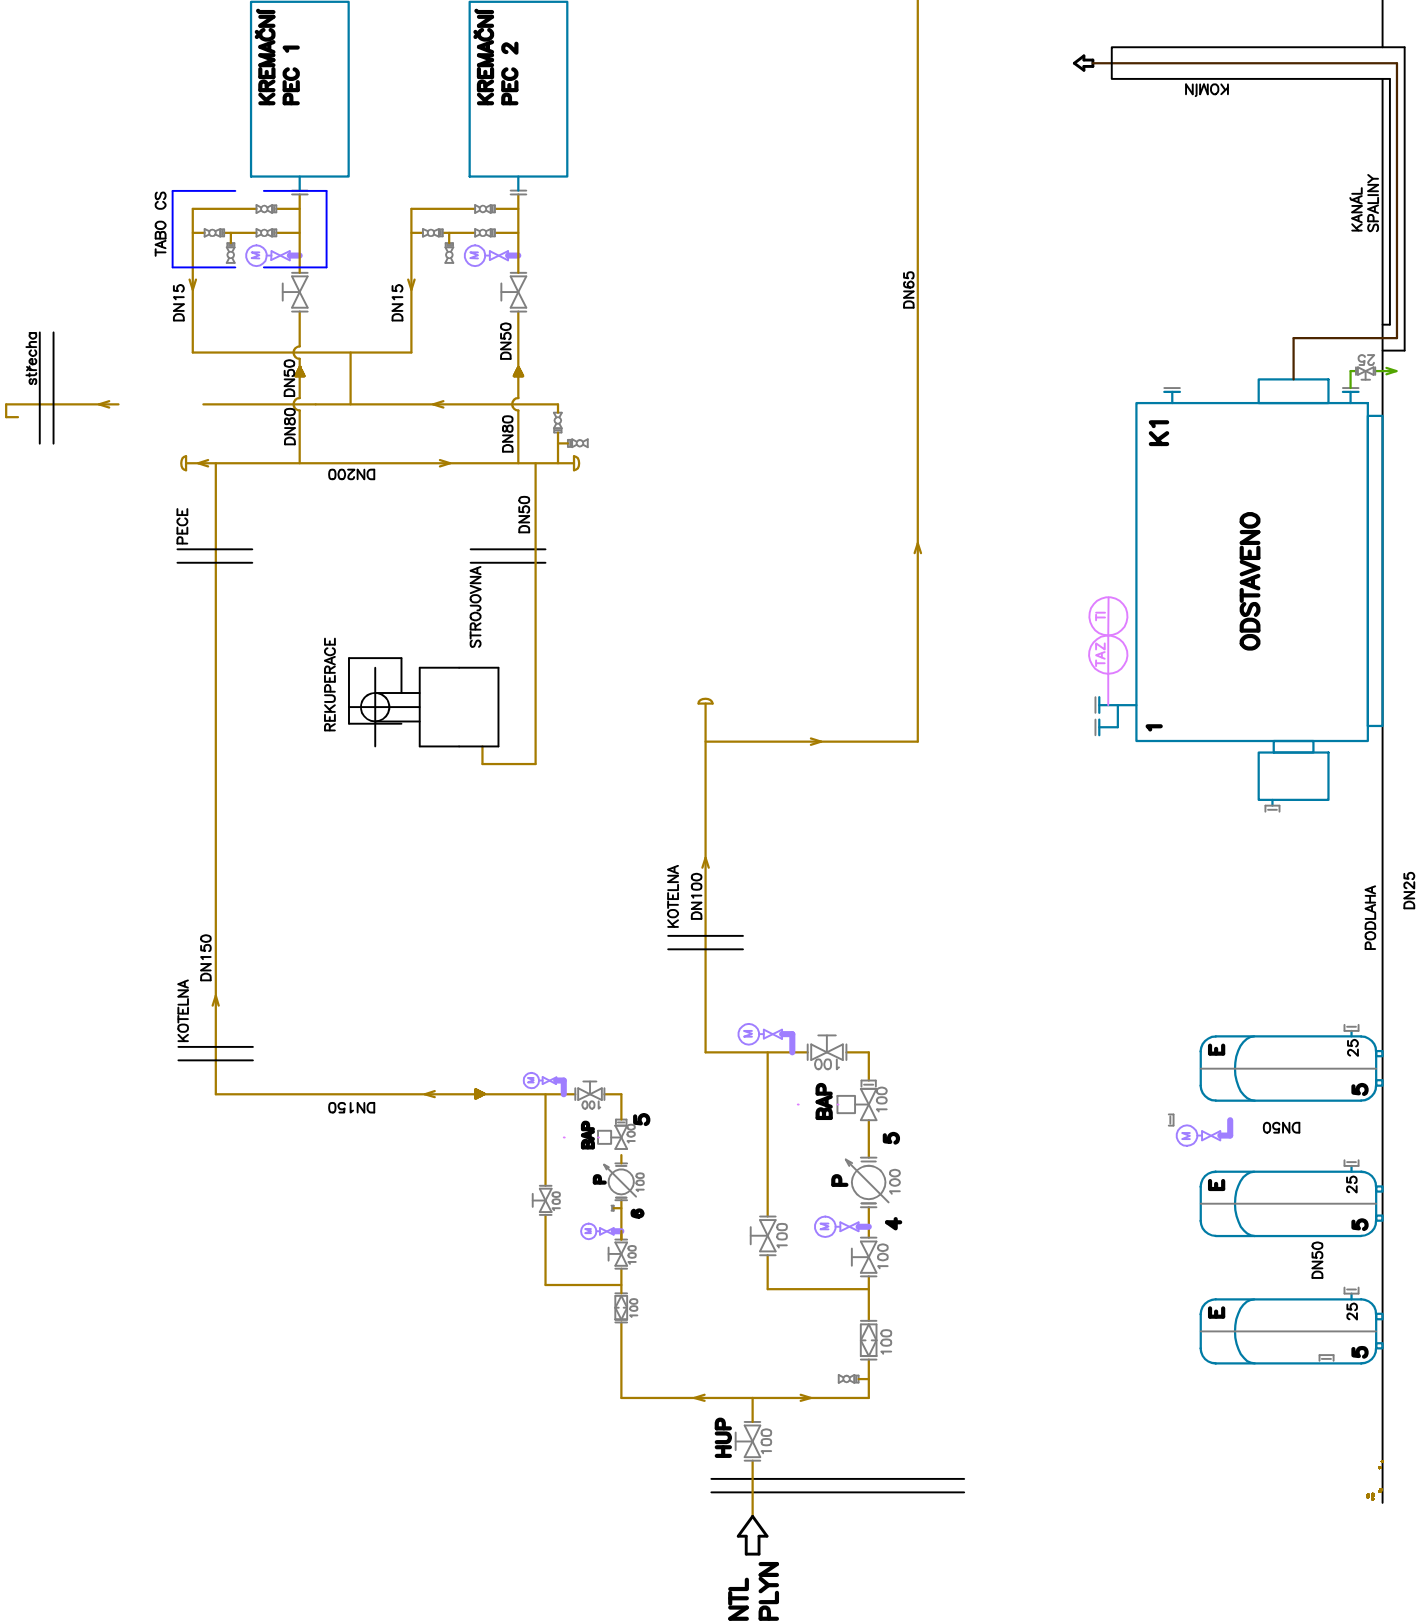 KREMAČNÍ
PEC 1
KREMAČNÍ
PEC 2
KOMÍN
TABO CS
M
M
KANÁL
SPALINY
DN15
DN15
DN65
střecha
DN50
DN50
25
DN80
DN80
K1
DN200
PECE
DN50
STROJOVNA
ODSTAVENO
TI
TAZ
REKUPERACE
1
KOTELNA
DN100
DN25
PODLAHA
DN150
KOTELNA
M
100
E
25
5
M
100
DN150
BAP
100
5
BAP
100
5
M
DN50
P
100
6
P
100
4
E
25
5
100
M
100
M
100
100
DN50
100
100
E
25
5
HUP
100
NTL
PLYN